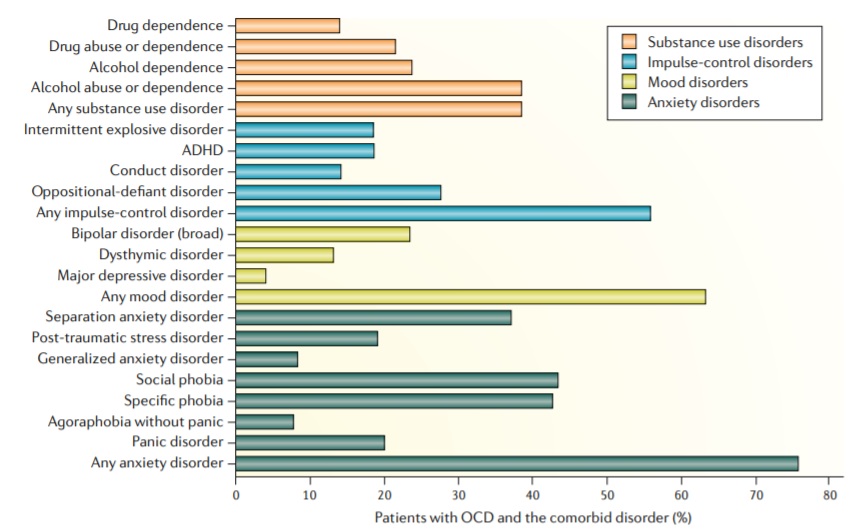 Drug dependence
Drug abuse or dependence
Alcohol dependence
Alcohol abuse or dependence
Any substance use disorder
Intermittent explosive disorder
ADHD
Conduct disorder
Oppositional-defiant disorder
Any impulse-control disorder
Bipolar disorder (broad)
Dysthymic disorder
Major depressive disorder
Any mood disorder
Separation anxiety disorder
Post-traumatic stress disorder
Generalized anxiety disorder
Social phobia
Specific phobia
Agoraphobia without panic
Panic disorder
Any anxiety disorder
Substance use disorders
Impulse-control disorders
Mood disorders
Anxiety disorders
0 10 20 30 40 50 60 70 80
Patients with OCD and the comorbid disorder (%)